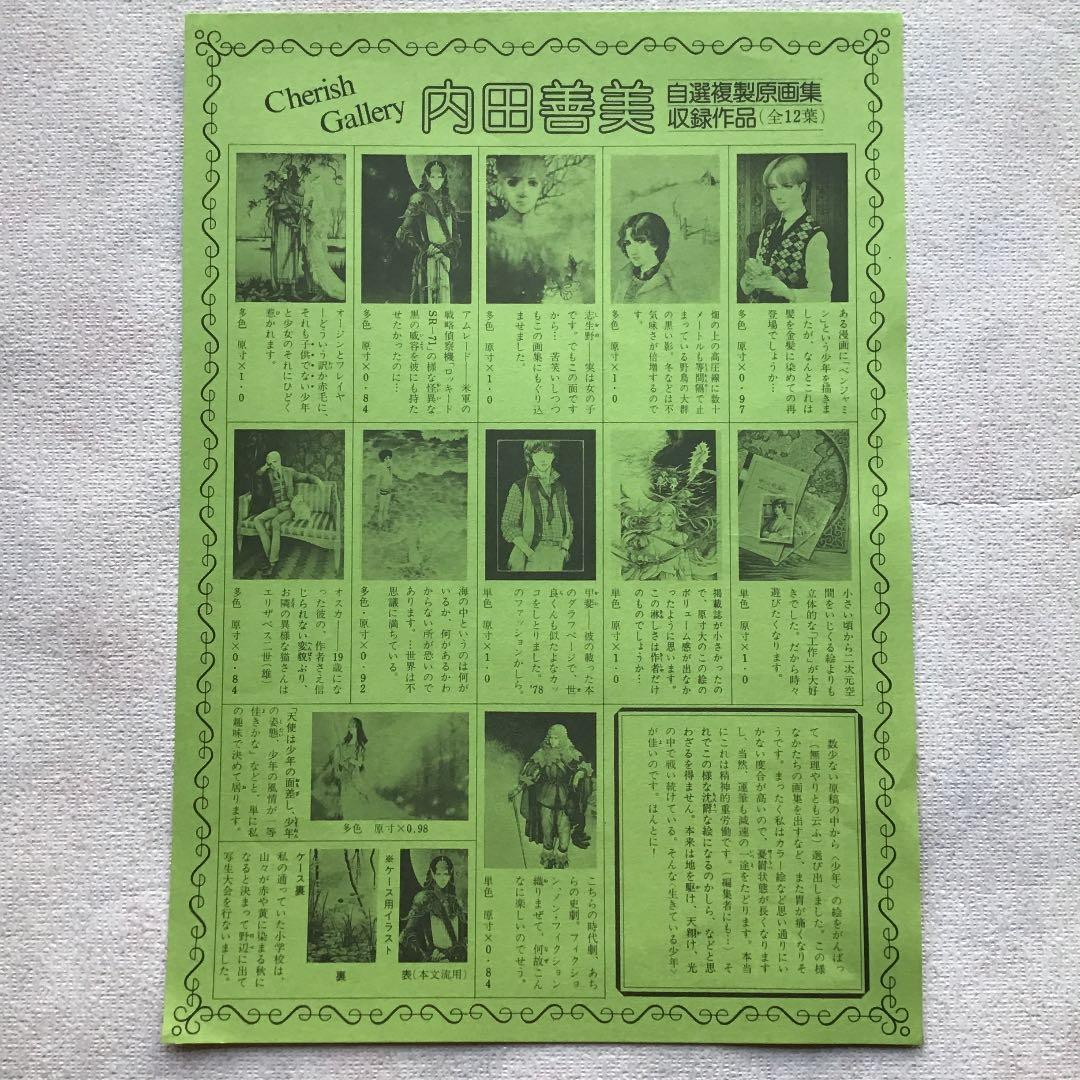 Cherish
Gallery
内田善美
自選複製原画集
収録作品(全12葉)
ある漫画に「ベンジャミ
ン」という少年を描きま
したが、なんとこれは
髪を金髪に染めての再
登場でしょうか…
多色 原寸×0・97
畑の上の高圧線に数十
メートルも等間隔で止
まっている野鳥の大群
の黒い影。冬などは不
気味さが倍増するので
す。
多色 原寸×1・0
志生野――実は女の子
です。でもこの面です
から…苦笑いしつつ
もこの画集にもぐり込
ませました。
多色 原寸×1・0
アムレード――米軍の
戦略偵察機「ロッキード
SR-71」の様な怪異な
黒の威容を彼にも持た
せたかったのに…
多色 原寸×0・84
オージンとフレイヤ
―どういう訳か赤毛に、
それも子供でない少年
と少女のそれにひどく
惹かれます。
多色 原寸×1・0
小さい頃から二次元空
間をいじくる絵よりも
立体的な「工作」が大好
きでした。だから時々
遊びたくなります。
単色 原寸×1・0
掲載誌が小さかったの
で、原寸大のこの絵の
ボリューム感が出なか
ったように思います。
この淋しさは作者だけ
のものでしょうか…
単色 原寸×1・0
甲斐――彼の載った本
のグラフページで、世
良くんも似たよなカッ
コをしとりました。'78
のファッションかしら。
単色 原寸×1・0
海の中というのは何が
いるか、何があるかわ
からない所が恐いので
あります。…世界は不
思議に満ちている。
多色 原寸×0・92
オスカー――19歳にな
った彼の、作者さえ信
じられない変貌ぶり、
お隣の異様な猫さんは
エリザベス二世(雄)
多色 原寸×0・84
数少ない原稿の中から〈少年〉の絵をがんばっ
て(無理やりとも云ふ)選び出しました。この様
なかたちの画集を出すなど、また胃が痛くなりそ
うです。まったく私はカラー絵など思い通りにい
かない度合が高いので、憂鬱状態が長くなります
し、当然、運筆も減速の一途をたどります。本当
にこれは精神的重労働です。(編集者にも…)そ
れでこの様な沈欝な絵になるのかしら、などと思
わざるを得ません。本来は地を駆け、天翔け、光
の中で戦い続けている。そんな〈生きている少年〉
が佳いのです。ほんとに!
こちらの時代劇、あち
らの史劇。フィクショ
ン、ノン・フィクション
織りまぜて、何故こん
なに楽しいのでせう。
単色 原寸×0・84
多色 原寸×0.98
「天使は少年の面差し、少年
の姿態、少年の風情が一等
佳きかな」などと、単に私
の趣味で決めて居ります。
※ケース用イラスト
表(本文流用)
裏
ケース裏
私の通っていた小学校は、
山々が赤や黄に染まる秋に
なると決まって野辺に出て
写生大会を行ないました。